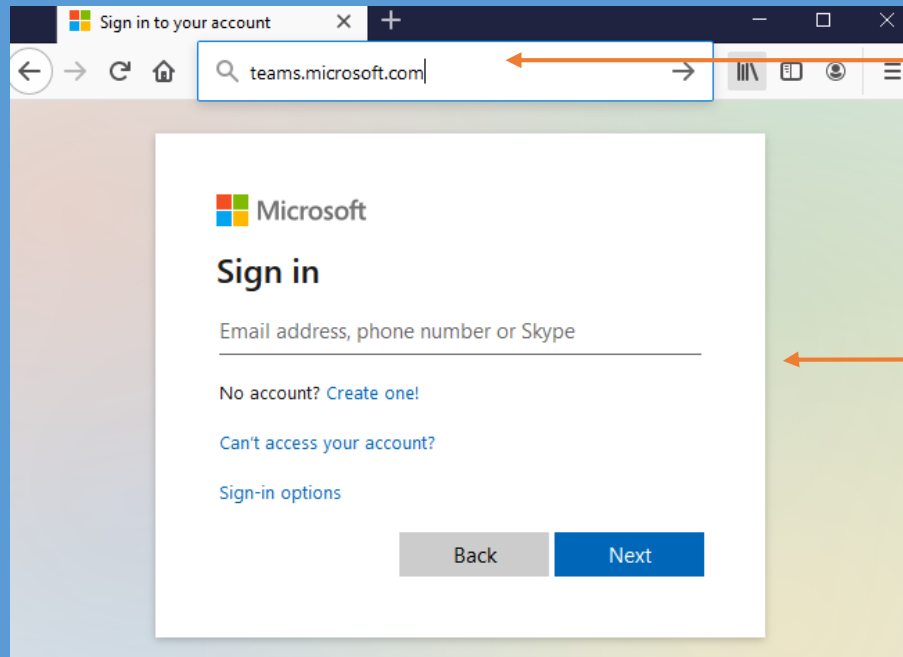 Sign in to your account
teams.microsoft.com
Microsoft
Sign in
Email address, phone number or Skype
No account? Create one!
Can't access your account?
Sign-in options
Back Next